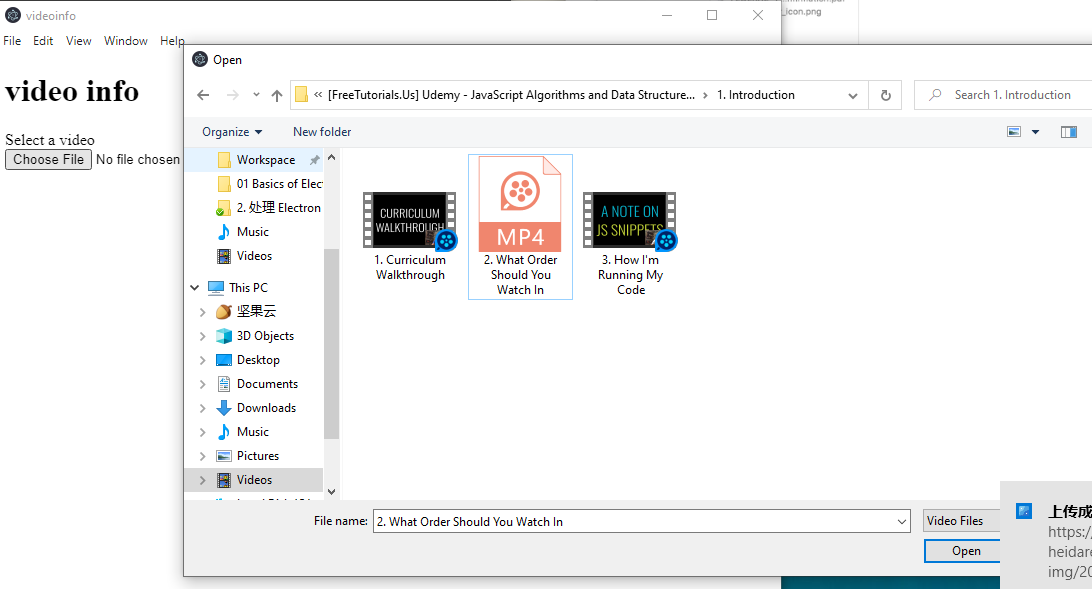 videoinfo
_icon.png
File Edit View Window Help
Open
video info
« [FreeTutorials.Us] Udemy - JavaScript Algorithms and Data Structure... › 1. Introduction
Search 1. Introduction
Organize
New folder
Select a video
Choose File No file chosen
Workspace
01 Basics of Elec
2. 处理 Electron
Music
Videos
This PC
坚果云
3D Objects
Desktop
Documents
Downloads
Music
Pictures
Videos
CURRICULUM
WALKTHROUGH
1. Curriculum
Walkthrough
MP4
2. What Order
Should You
Watch In
A NOTE ON
JS SNIPPETS
3. How I'm
Running My
Code
File name: 2. What Order Should You Watch In
Video Files
Open
上传成
https:/
heidare
img/20